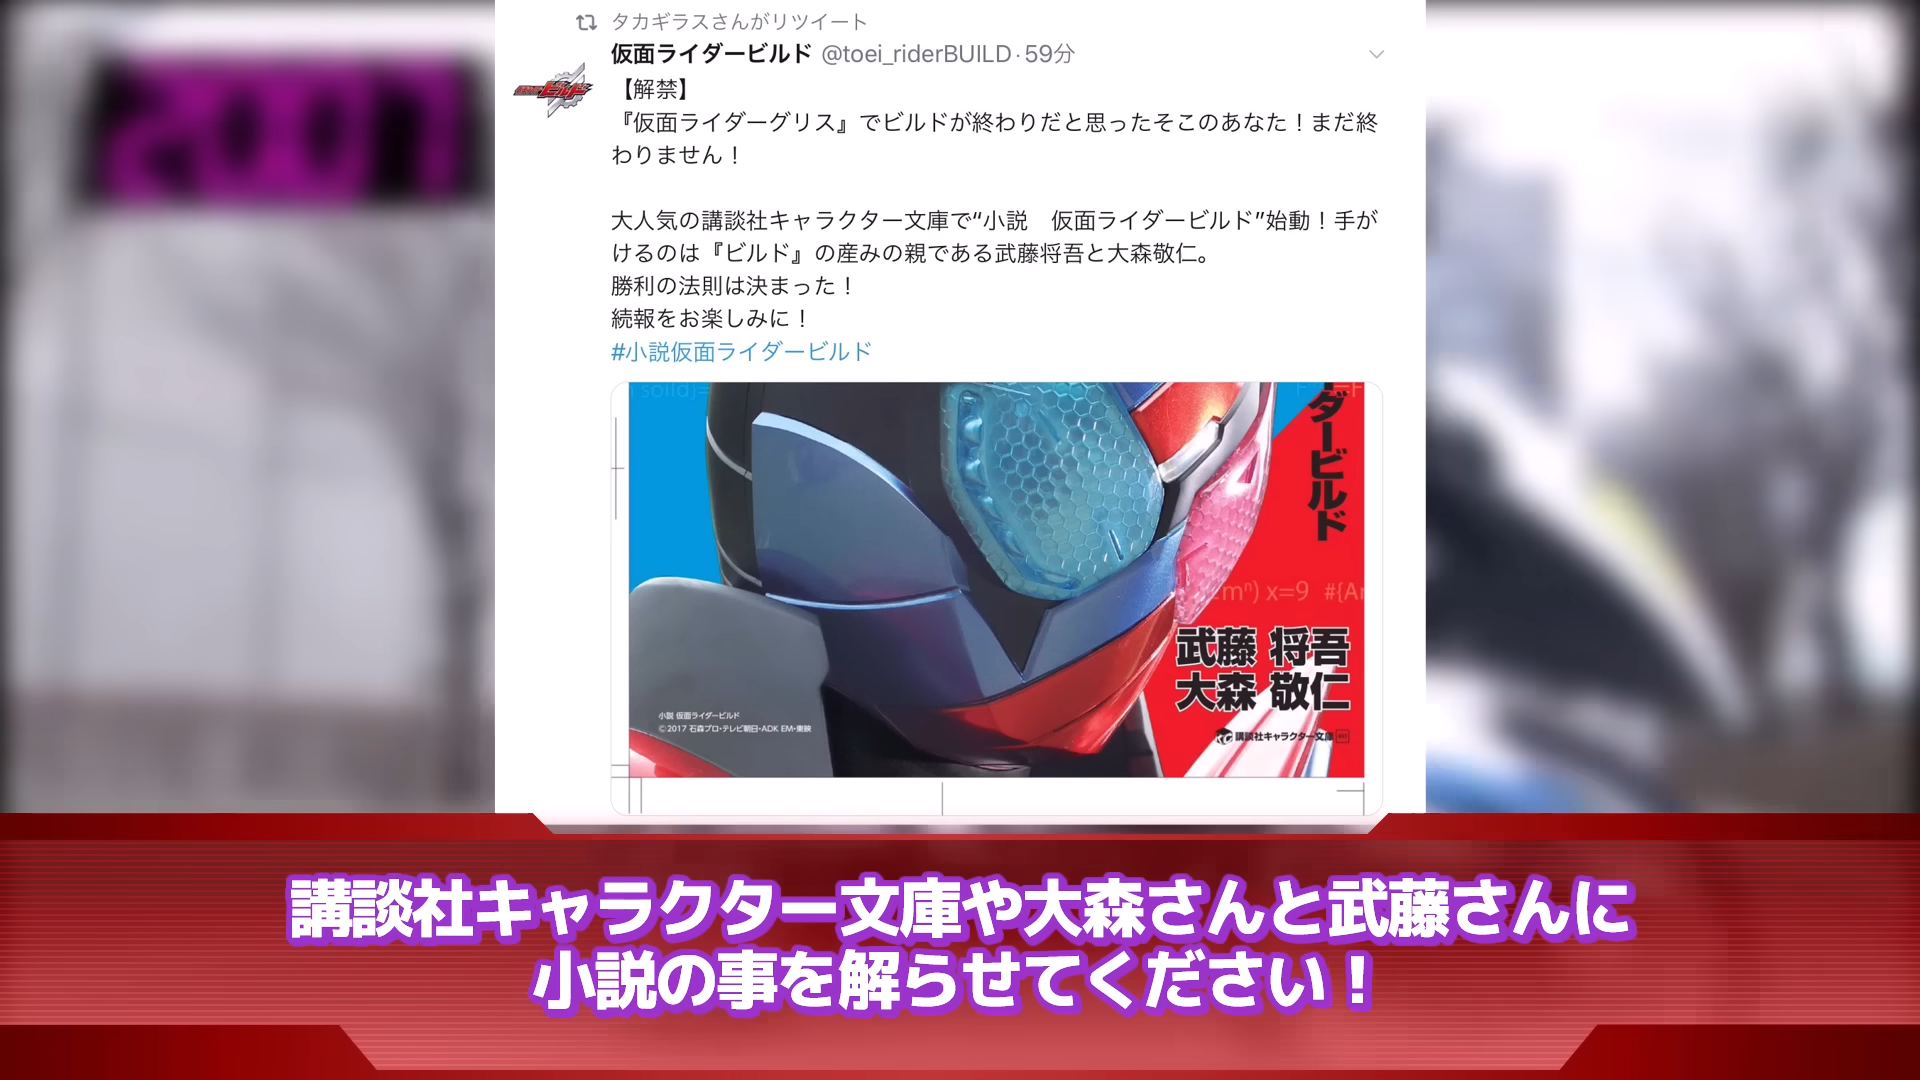 2007
タカギラスさんがリツイート
仮面ライダービルド @toei_riderBUILD · 59分
ビルド
【解禁】
『仮面ライダーグリス』でビルドが終わりだと思ったそこのあなた！まだ終
わりません！
大人気の講談社キャラクター文庫で“小説　仮面ライダービルド”始動！手が
けるのは『ビルド』の産みの親である武藤将吾と大森敬仁。
勝利の法則は決まった！
続報をお楽しみに！
#小説仮面ライダービルド
ダービルド
x=9
武藤 将吾
大森 敬仁
小説 仮面ライダービルド
©2017 石森プロ・テレビ朝日・ADK EM・東映
講談社キャラクター文庫
講談社キャラクター文庫や大森さんと武藤さんに
小説の事を解らせてください！